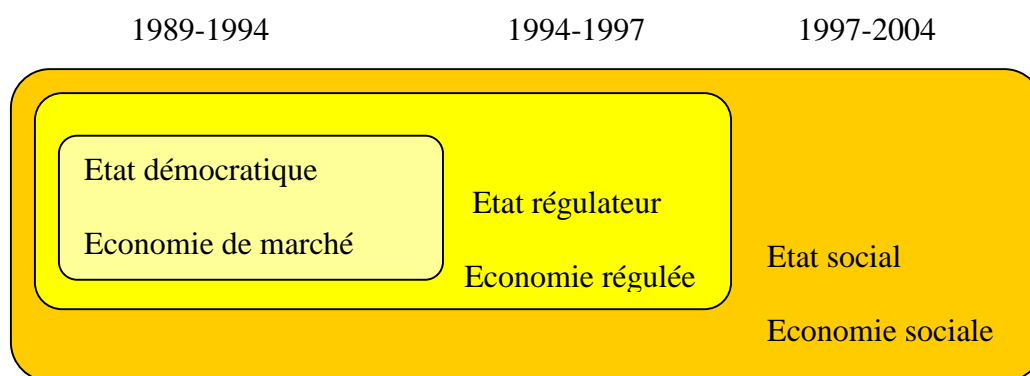 1989-1994 1994-1997 1997-2004
Etat démocratique
Economie de marché
Etat régulateur
Economie régulée
Etat social
Economie sociale